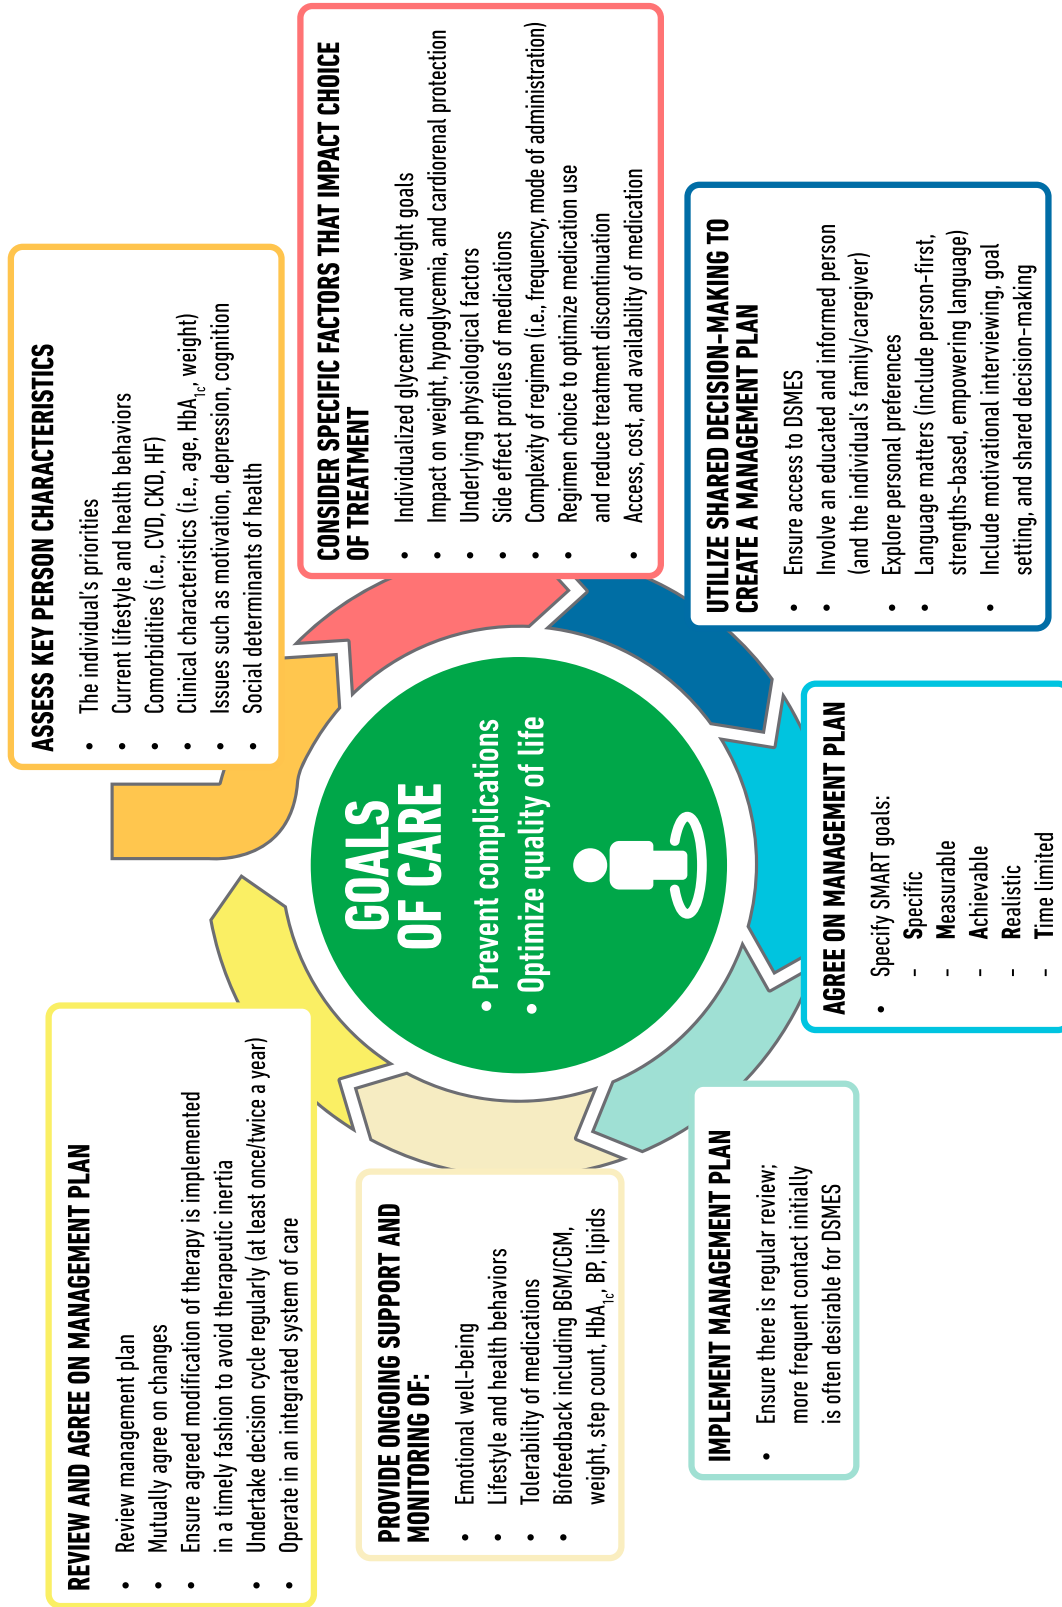 GOALS
OF CARE
• Prevent complications
• Optimize quality of life
ASSESS KEY PERSON CHARACTERISTICS
• The individual's priorities
• Current lifestyle and health behaviors
• Comorbidities (i.e., CVD, CKD, HF)
• Clinical characteristics (i.e., age, HbA1c, weight)
• Issues such as motivation, depression, cognition
• Social determinants of health
CONSIDER SPECIFIC FACTORS THAT IMPACT CHOICE
OF TREATMENT
• Individualized glycemic and weight goals
• Impact on weight, hypoglycemia, and cardiorenal protection
• Underlying physiological factors
• Side effect profiles of medications
• Complexity of regimen (i.e., frequency, mode of administration)
• Regimen choice to optimize medication use
and reduce treatment discontinuation
• Access, cost, and availability of medication
UTILIZE SHARED DECISION-MAKING TO
CREATE A MANAGEMENT PLAN
• Ensure access to DSMES
• Involve an educated and informed person
(and the individual's family/caregiver)
• Explore personal preferences
• Language matters (include person-first,
strengths-based, empowering language)
• Include motivational interviewing, goal
setting, and shared decision-making
AGREE ON MANAGEMENT PLAN
• Specify SMART goals:
- Specific
- Measurable
- Achievable
- Realistic
- Time limited
IMPLEMENT MANAGEMENT PLAN
• Ensure there is regular review;
more frequent contact initially
is often desirable for DSMES
PROVIDE ONGOING SUPPORT AND
MONITORING OF:
• Emotional well-being
• Lifestyle and health behaviors
• Tolerability of medications
• Biofeedback including BGM/CGM,
weight, step count, HbA1c, BP, lipids
REVIEW AND AGREE ON MANAGEMENT PLAN
• Review management plan
• Mutually agree on changes
• Ensure agreed modification of therapy is implemented
in a timely fashion to avoid therapeutic inertia
• Undertake decision cycle regularly (at least once/twice a year)
• Operate in an integrated system of care